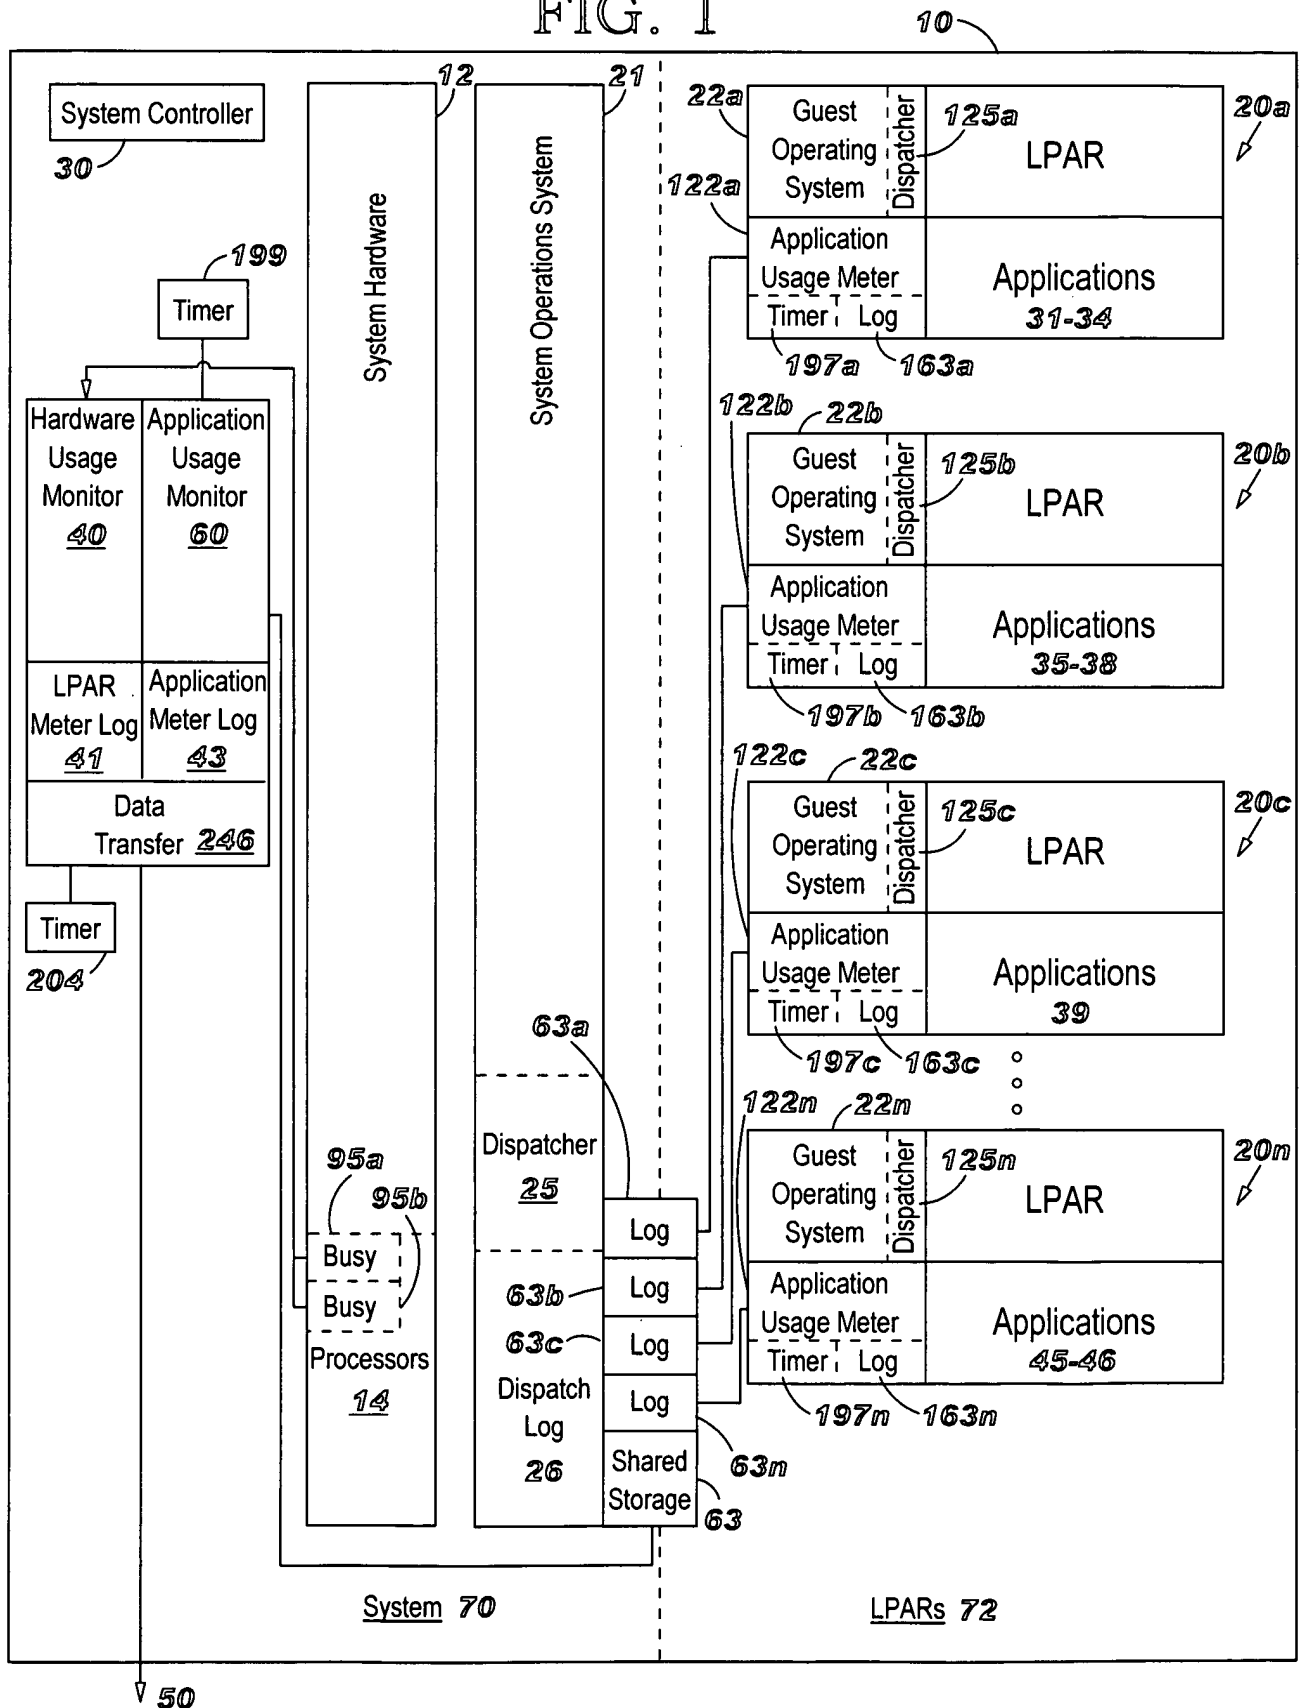 FIG. 1
10
System Controller
30
12
System Hardware
21
System Operations System
199
Timer
Hardware
Usage
Monitor
40
Application
Usage
Monitor
60
LPAR
Meter Log
41
Application
Meter Log
43
Data
Transfer 246
Timer
204
95a
95b
Busy
Busy
Processors
14
Dispatcher
25
Dispatch
Log
26
63a
Log
63b
Log
63c
Log
Log
63n
Shared
Storage
63
22a
Guest
Operating
System
Dispatcher
125a
LPAR
20a
122a
Application
Usage Meter
Timer
Log
Applications
31-34
197a
163a
122b
22b
Guest
Operating
System
Dispatcher
125b
LPAR
20b
Application
Usage Meter
Timer
Log
Applications
35-38
197b
163b
122c
22c
Guest
Operating
System
Dispatcher
125c
LPAR
20c
Application
Usage Meter
Timer
Log
Applications
39
197c
163c
122n
22n
Guest
Operating
System
Dispatcher
125n
LPAR
20n
Application
Usage Meter
Timer
Log
Applications
45-46
197n
163n
System 70
LPARs 72
50